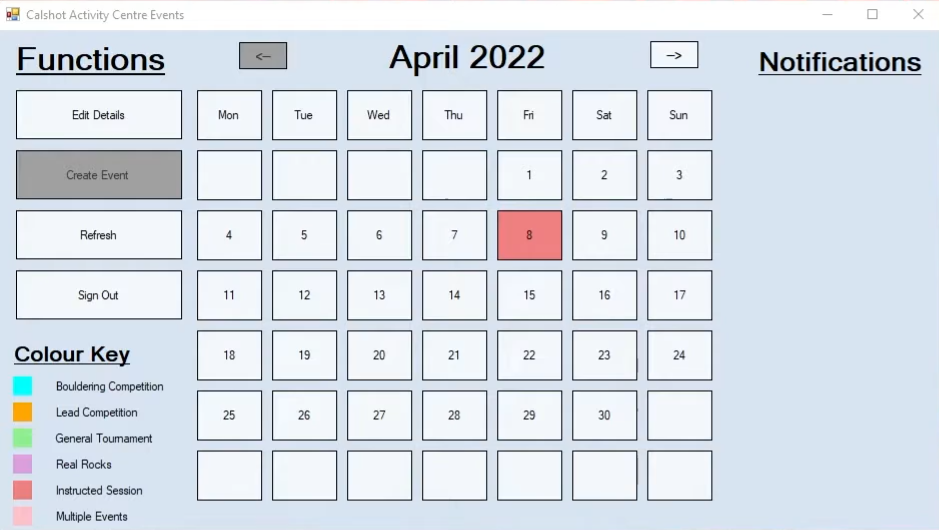 Calshot Activity Centre Events
Functions
<--
April 2022
-->
Notifications
Edit Details
Mon Tue Wed Thu Fri Sat Sun
Create Event
1 2 3
Refresh
4 5 6 7 8 9 10
Sign Out
11 12 13 14 15 16 17
Colour Key
18 19 20 21 22 23 24
Bouldering Competition
Lead Competition
25 26 27 28 29 30
General Tournament
Real Rocks
Instructed Session
Multiple Events